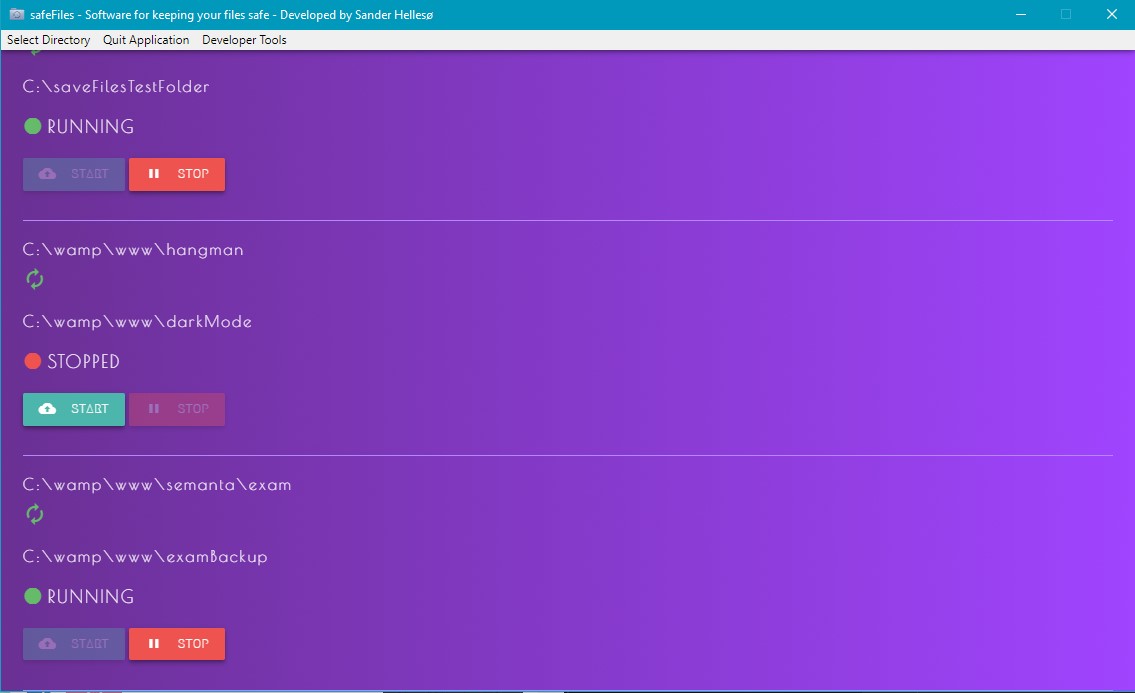 safeFiles - Software for keeping your files safe - Developed by Sander Hellesø
Select Directory Quit Application Developer Tools
C:\saveFilesTestFolder
RUNNING
START STOP
C:\wamp\www\hangman
C:\wamp\www\darkMode
STOPPED
START STOP
C:\wamp\www\semanta\exam
C:\wamp\www\examBackup
RUNNING
START STOP